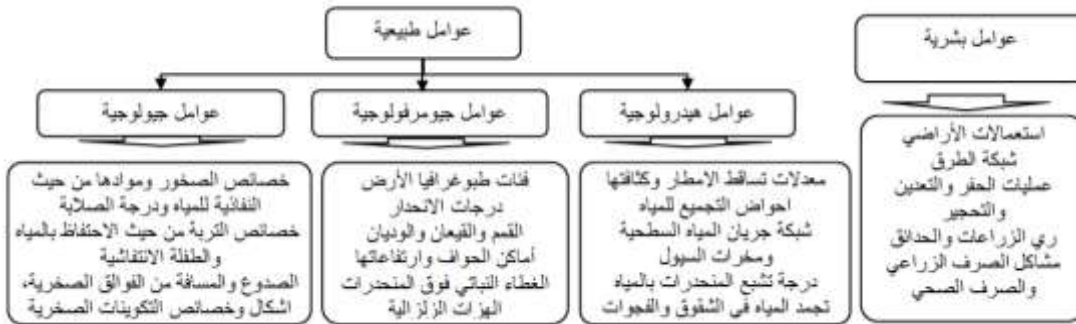 عوامل طبيعية
عوامل بشرية
عوامل جيولوجية
عوامل جيومرفولوجية
عوامل هيدرولوجية
خصائص الصخور وموادها من حيث
النفاذية للمياه ودرجة الصلابة
خصائص التربة من حيث الاحتفاظ بالمياه
والطفلة الانتفاشية
الصدوع والمسافة من الفوالق الصخرية،
اشكال وخصائص التكوينات الصخرية
فئات طبوغرافيا الأرض
درجات الانحدار
القمم والقيعان والوديان
أماكن الحواف وارتفاعاتها
الغطاء النباتي فوق المنحدرات
الهزات الزلزالية
معدلات تساقط الامطار وكثافتها
احواض التجميع للمياه
شبكة جريان المياه السطحية
ومخرات السيول
درجة تشبع المنحدرات بالمياه
تجمد المياه في الشقوق والفجوات
استعمالات الأراضي
شبكة الطرق
عمليات الحفر والتعدين
والتحجير
ري الزراعات والحدائق
مشاكل الصرف الزراعي
والصرف الصحي